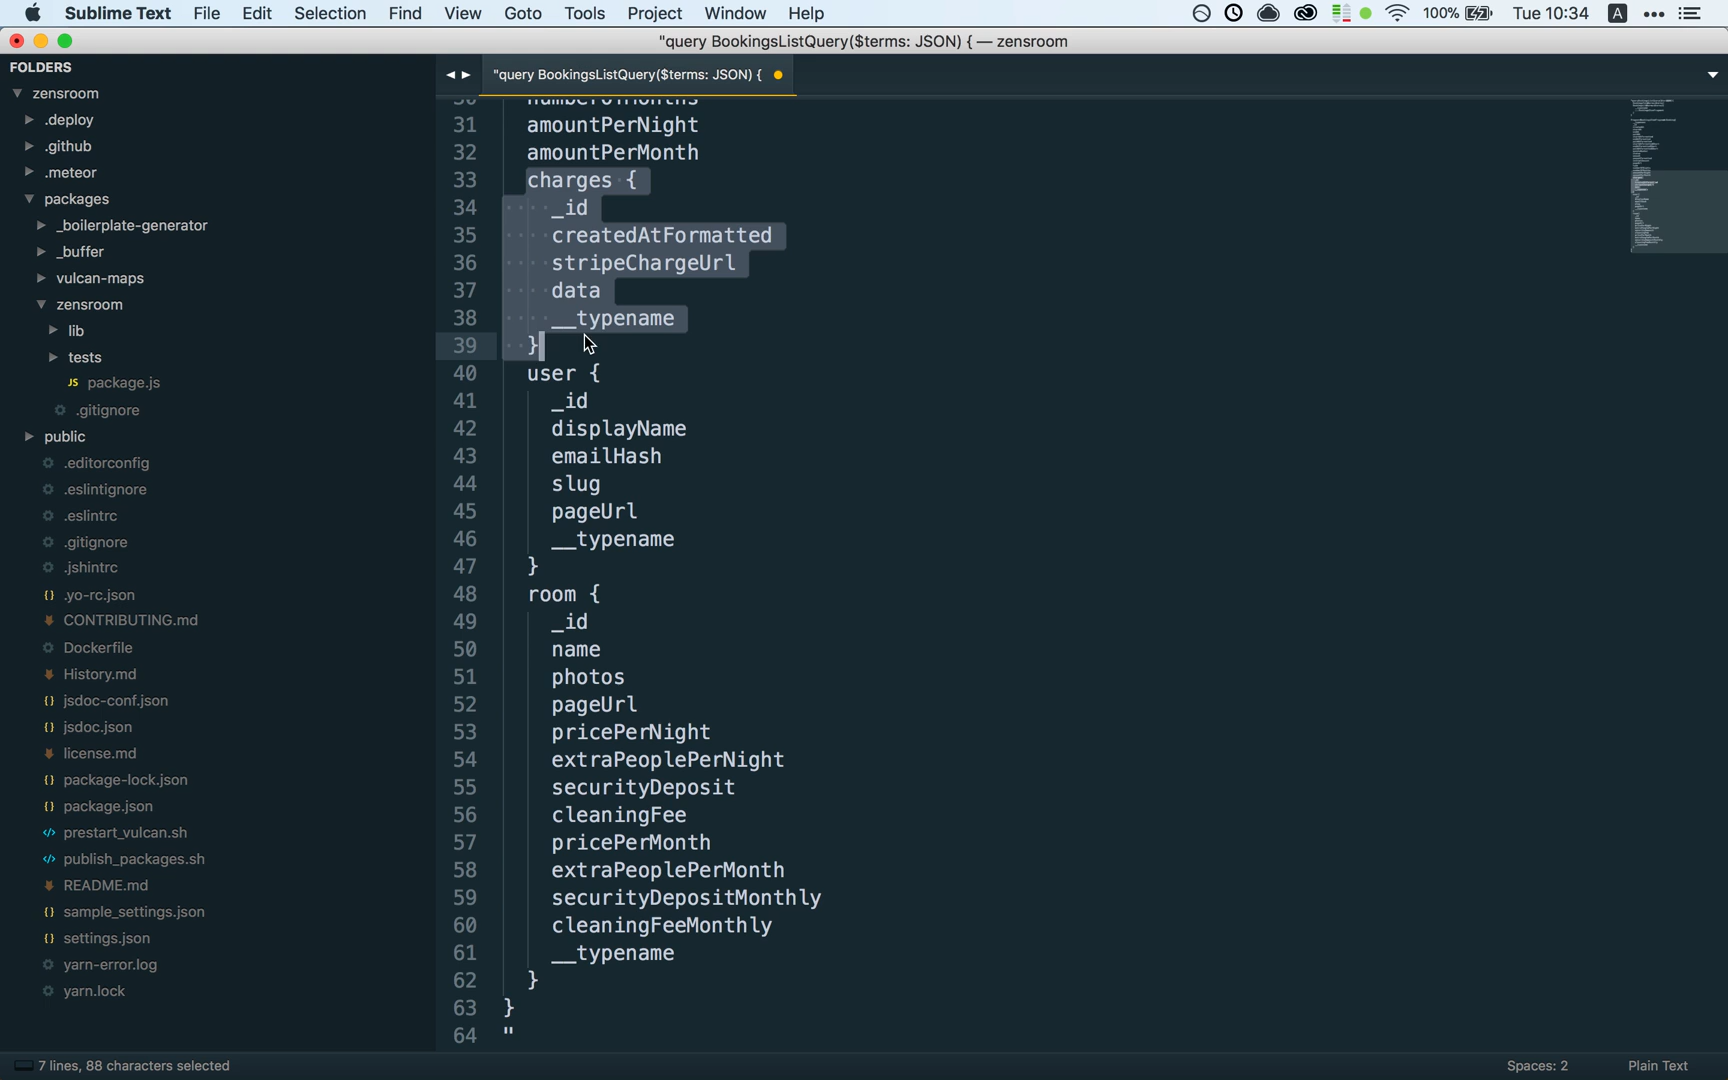 Sublime Text File Edit Selection Find View Goto Tools Project Window Help 100% Tue 10:34 A
"query BookingsListQuery($terms: JSON) { — zensroom
FOLDERS
zensroom
.deploy
.github
.meteor
packages
_boilerplate-generator
_buffer
vulcan-maps
zensroom
lib
tests
JS package.js
.gitignore
public
.editorconfig
.eslintignore
.eslintrc
.gitignore
.jshintrc
{} .yo-rc.json
CONTRIBUTING.md
Dockerfile
History.md
{} jsdoc-conf.json
{} jsdoc.json
license.md
{} package-lock.json
{} package.json
</> prestart_vulcan.sh
</> publish_packages.sh
README.md
{} sample_settings.json
{} settings.json
yarn-error.log
yarn.lock
"query BookingsListQuery($terms: JSON) {
30 numberOfMonths
31 amountPerNight
32 amountPerMonth
33 charges {
34 _id
35 createdAtFormatted
36 stripeChargeUrl
37 data
38 __typename
39 }
40 user {
41 _id
42 displayName
43 emailHash
44 slug
45 pageUrl
46 __typename
47 }
48 room {
49 _id
50 name
51 photos
52 pageUrl
53 pricePerNight
54 extraPeoplePerNight
55 securityDeposit
56 cleaningFee
57 pricePerMonth
58 extraPeoplePerMonth
59 securityDepositMonthly
60 cleaningFeeMonthly
61 __typename
62 }
63 }
64 "
7 lines, 88 characters selected Spaces: 2 Plain Text